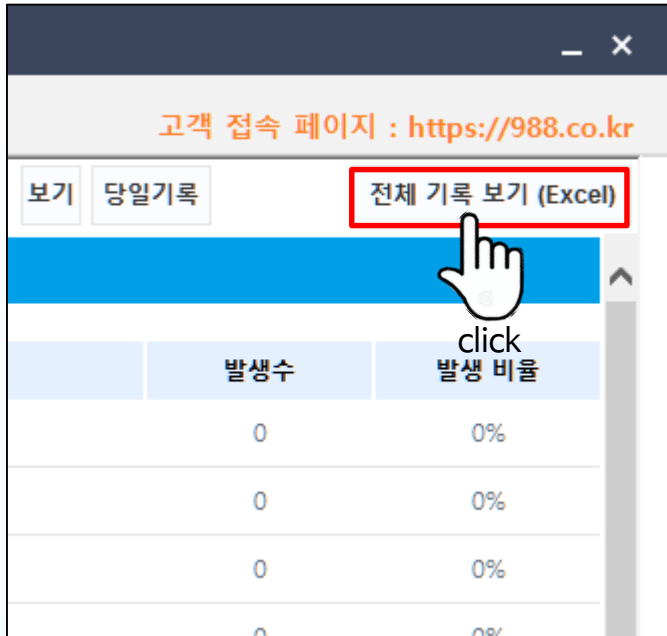 고객 접속 페이지 : https://988.co.kr
보기 당일기록 전체 기록 보기 (Excel)
click
발생수 발생 비율
0 0%
0 0%
0 0%
0 0%